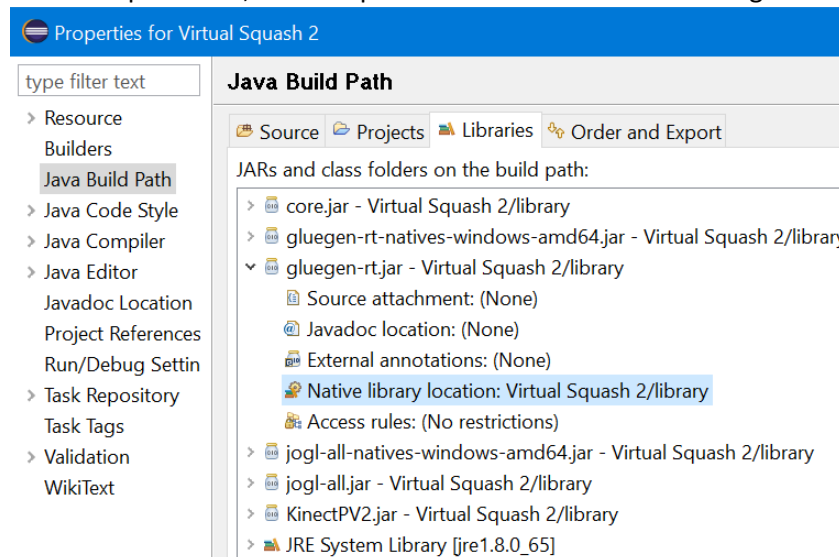 Properties for Virtual Squash 2
type filter text
Resource
Builders
Java Build Path
Java Code Style
Java Compiler
Java Editor
Javadoc Location
Project References
Run/Debug Settin
Task Repository
Task Tags
Validation
WikiText
Java Build Path
Source Projects Libraries Order and Export
JARs and class folders on the build path:
core.jar - Virtual Squash 2/library
gluegen-rt-natives-windows-amd64.jar - Virtual Squash 2/library
gluegen-rt.jar - Virtual Squash 2/library
Source attachment: (None)
Javadoc location: (None)
External annotations: (None)
Native library location: Virtual Squash 2/library
Access rules: (No restrictions)
jogl-all-natives-windows-amd64.jar - Virtual Squash 2/library
jogl-all.jar - Virtual Squash 2/library
KinectPV2.jar - Virtual Squash 2/library
JRE System Library [jre1.8.0_65]